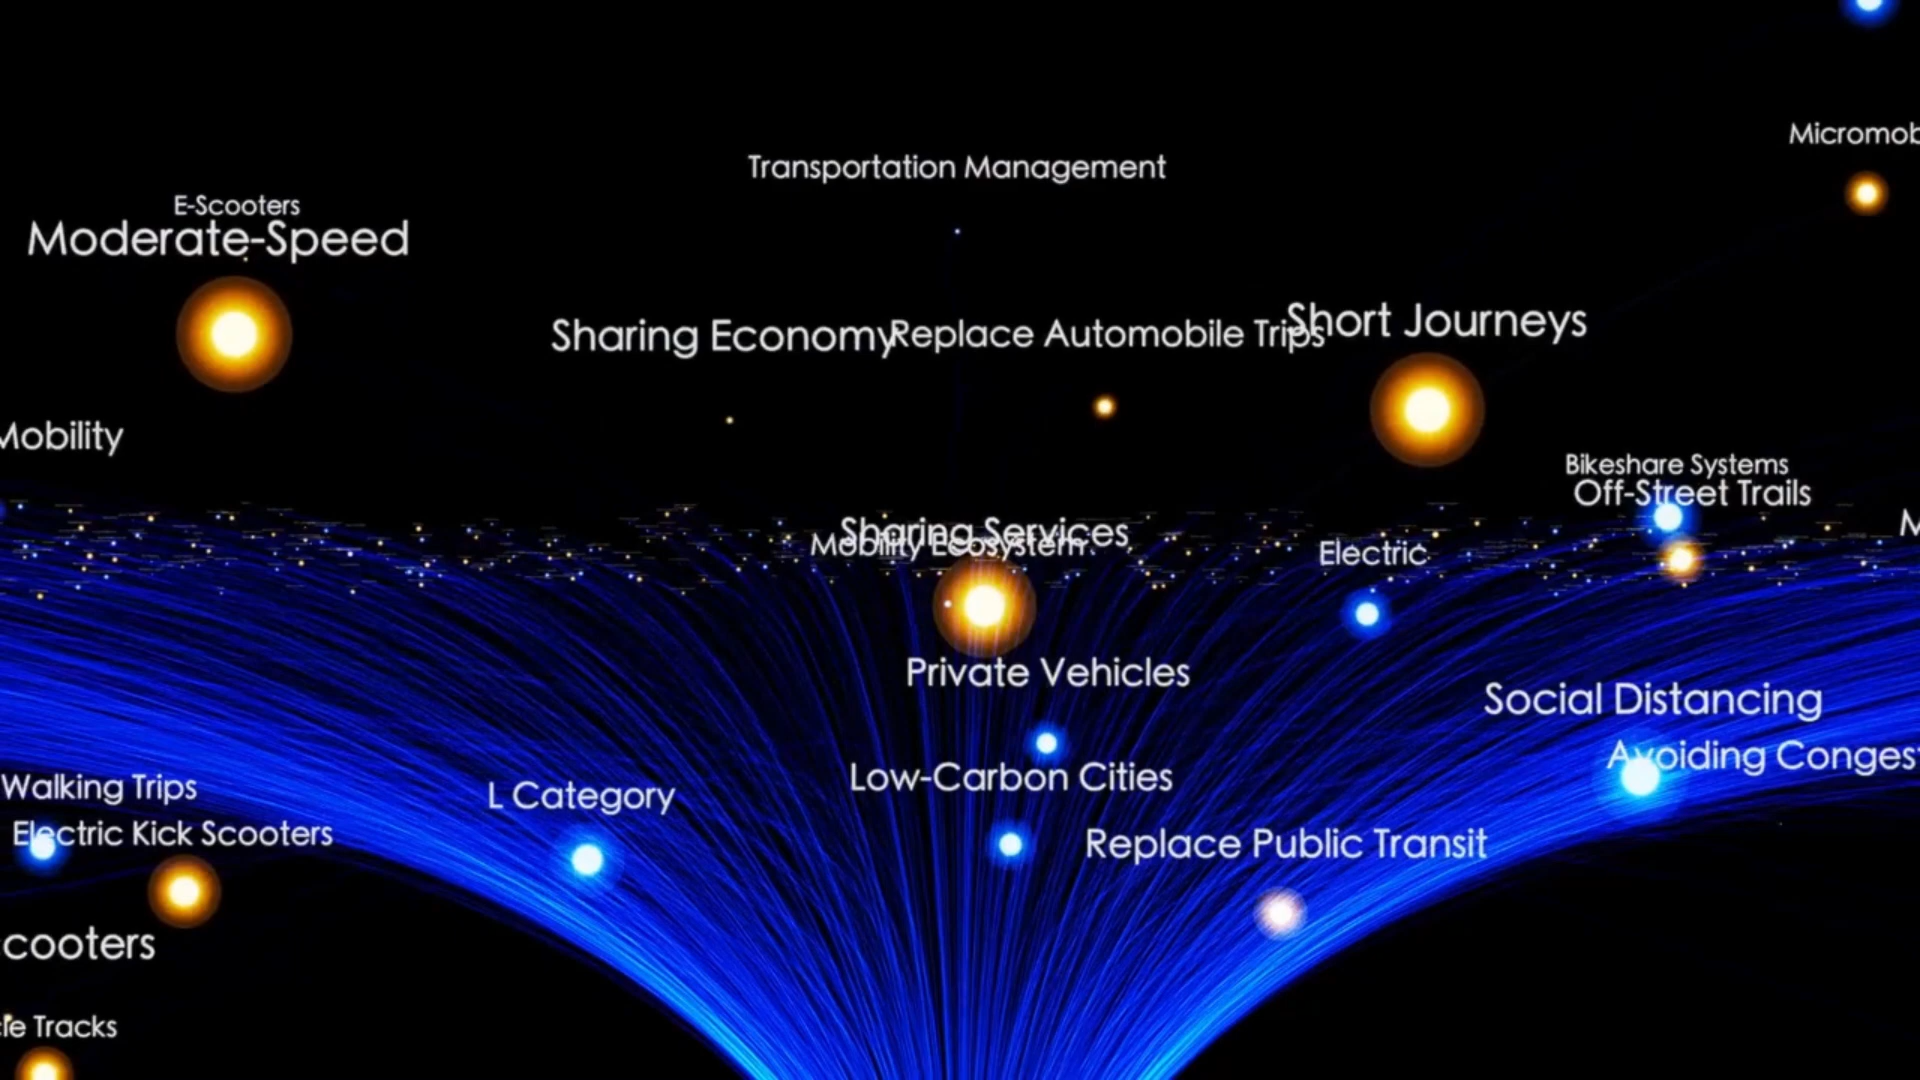 Micromob
Transportation Management
E-Scooters
Moderate-Speed
Short Journeys
Sharing Economy
Replace Automobile Trips
Mobility
Bikeshare Systems
Off-Street Trails
Sharing Services
Mobility Ecosystem
Electric
Private Vehicles
Social Distancing
Avoiding Conges
Low-Carbon Cities
Walking Trips
L Category
Electric Kick Scooters
Replace Public Transit
cooters
cle Tracks